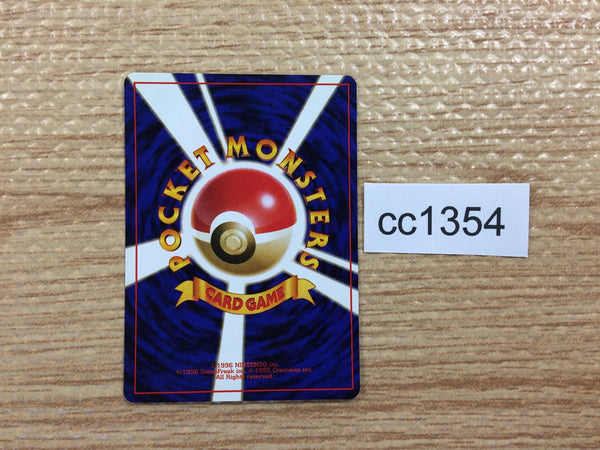 POCKET MONSTERS
CARD GAME
©1996 NINTENDO inc.
©1996 GameFreak inc. ©1996 Creatures inc.
All Rights reserved.
cc1354